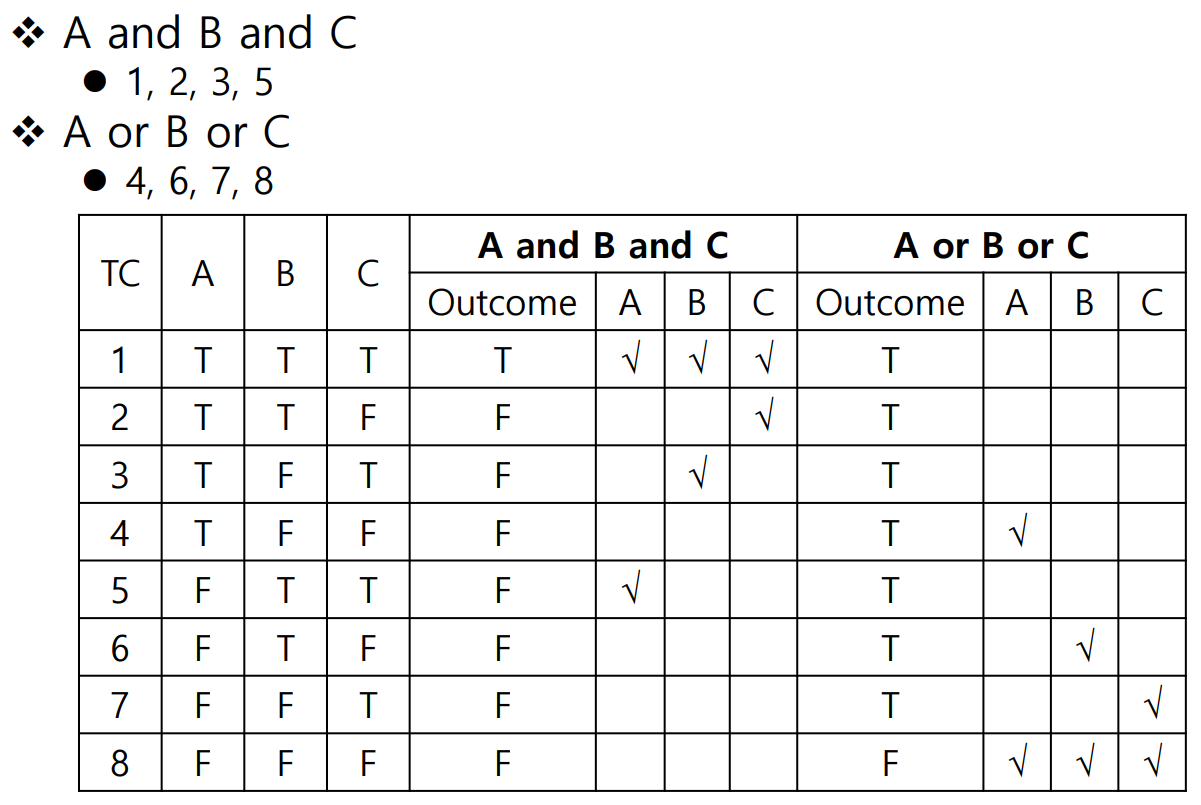 ❖ A and B and C
● 1, 2, 3, 5
❖ A or B or C
● 4, 6, 7, 8
TC A B C A and B and C A or B or C
Outcome A B C Outcome A B C
1 T T T T √ √ √ T
2 T T F F √ T
3 T F T F √ T
4 T F F F T √
5 F T T F √ T
6 F T F F T √
7 F F T F T √
8 F F F F F √ √ √